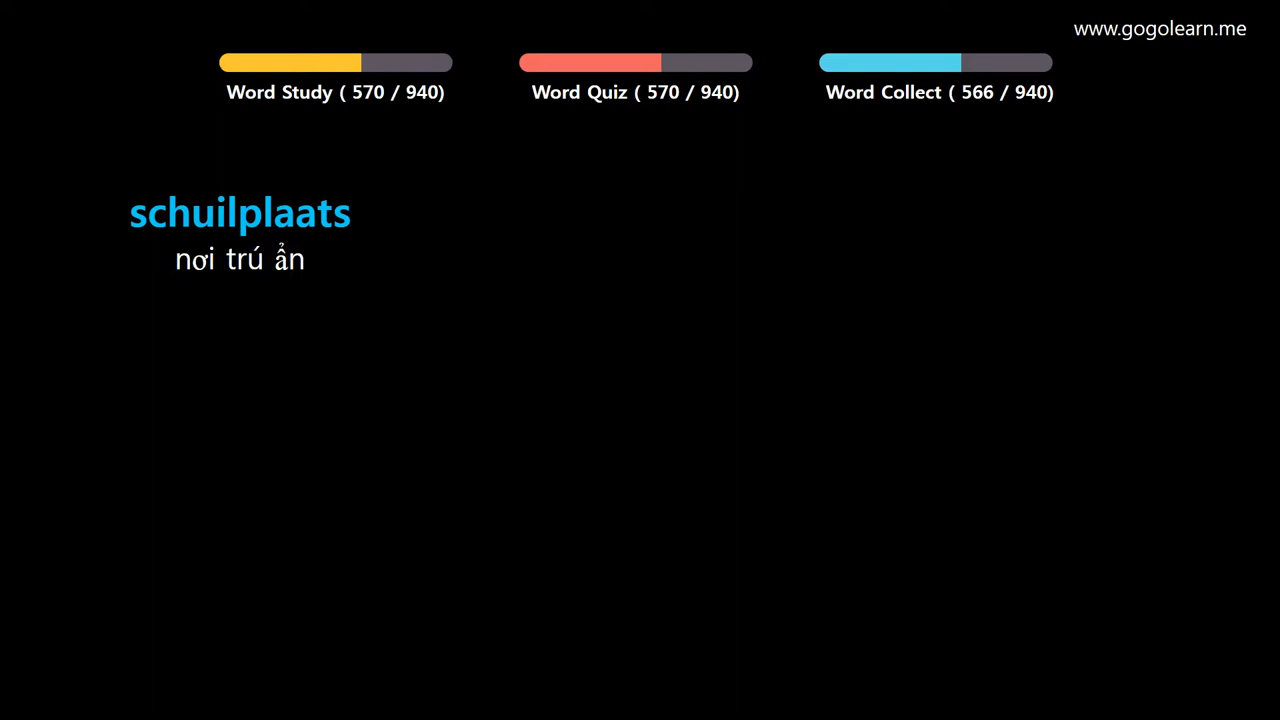 www.gogolearn.me
Word Study ( 570 / 940)
Word Quiz ( 570 / 940)
Word Collect ( 566 / 940)
schuilplaats
nơi trú ẩn